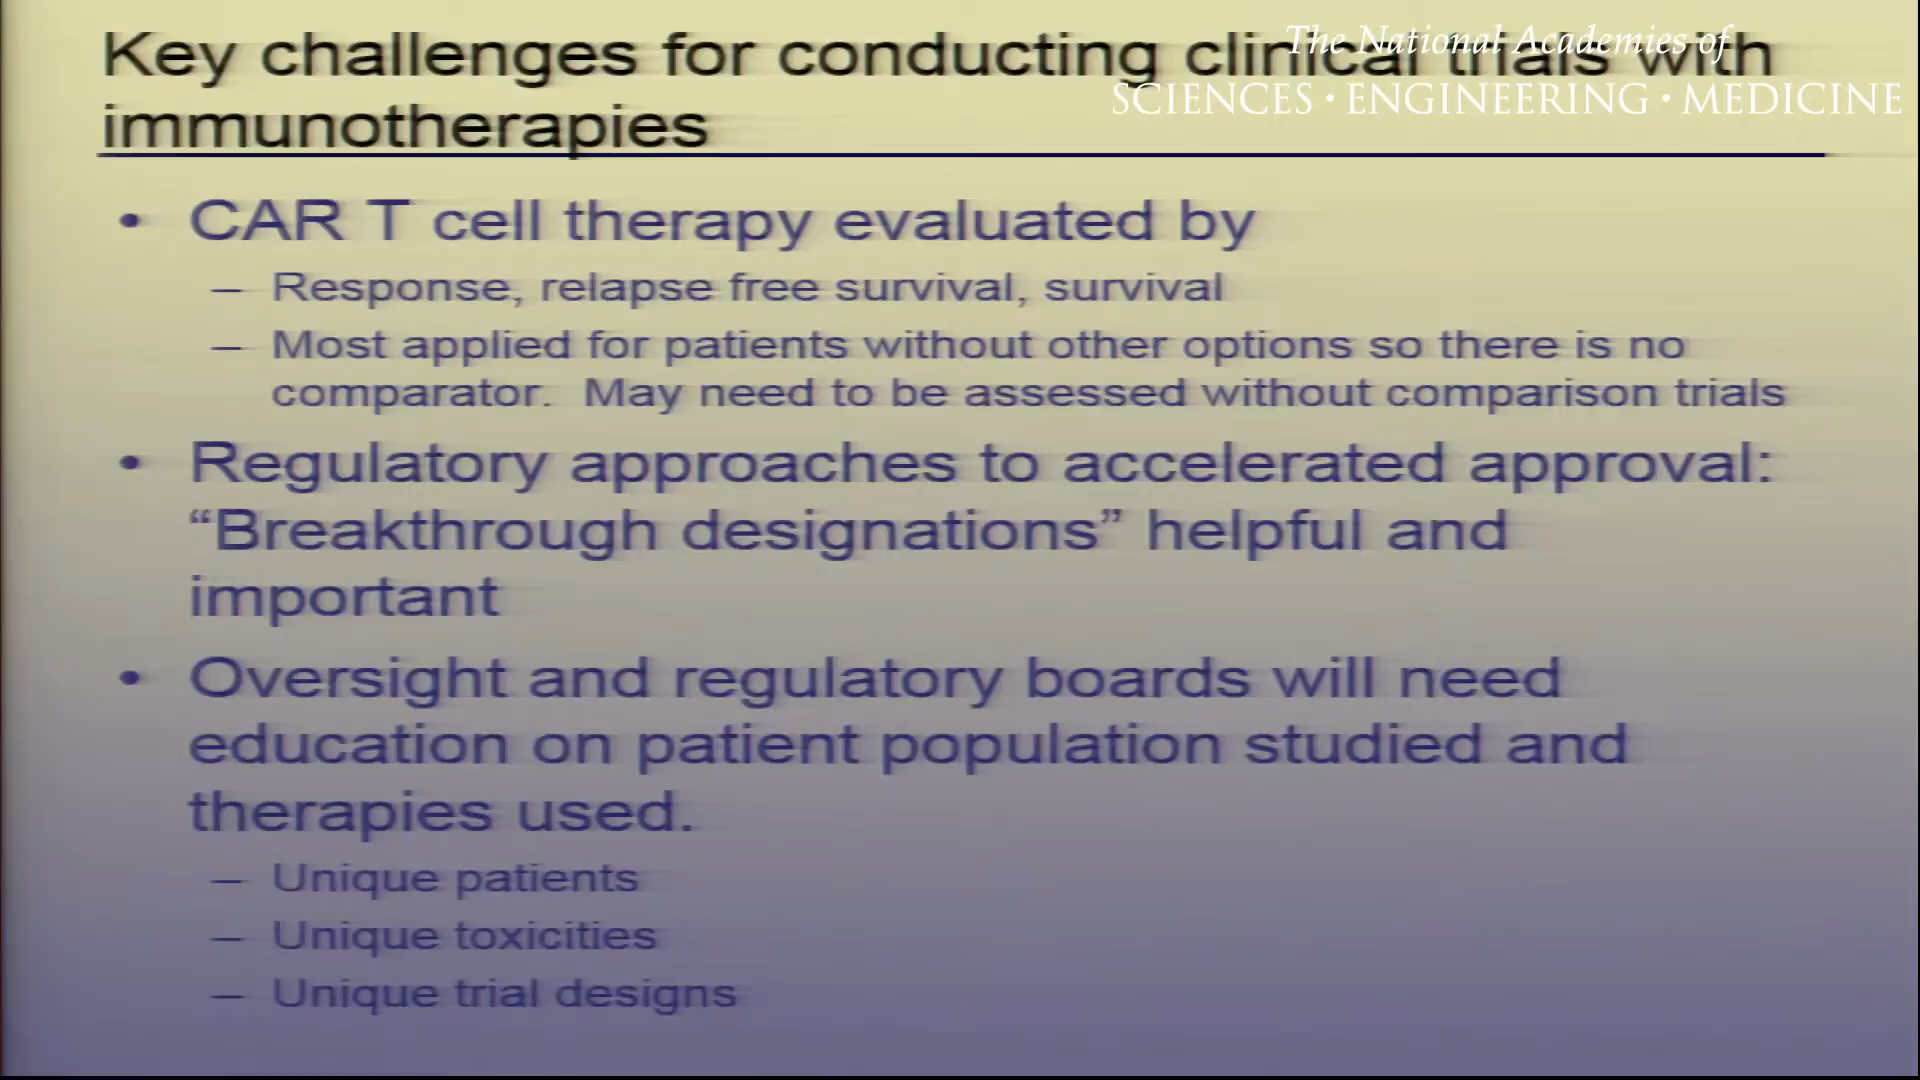 Key challenges for conducting clinical trials with
immunotherapies
The National Academies of
SCIENCES · ENGINEERING · MEDICINE
• CAR T cell therapy evaluated by
– Response, relapse free survival, survival
– Most applied for patients without other options so there is no
comparator. May need to be assessed without comparison trials
• Regulatory approaches to accelerated approval:
“Breakthrough designations” helpful and
important
• Oversight and regulatory boards will need
education on patient population studied and
therapies used.
– Unique patients
– Unique toxicities
– Unique trial designs